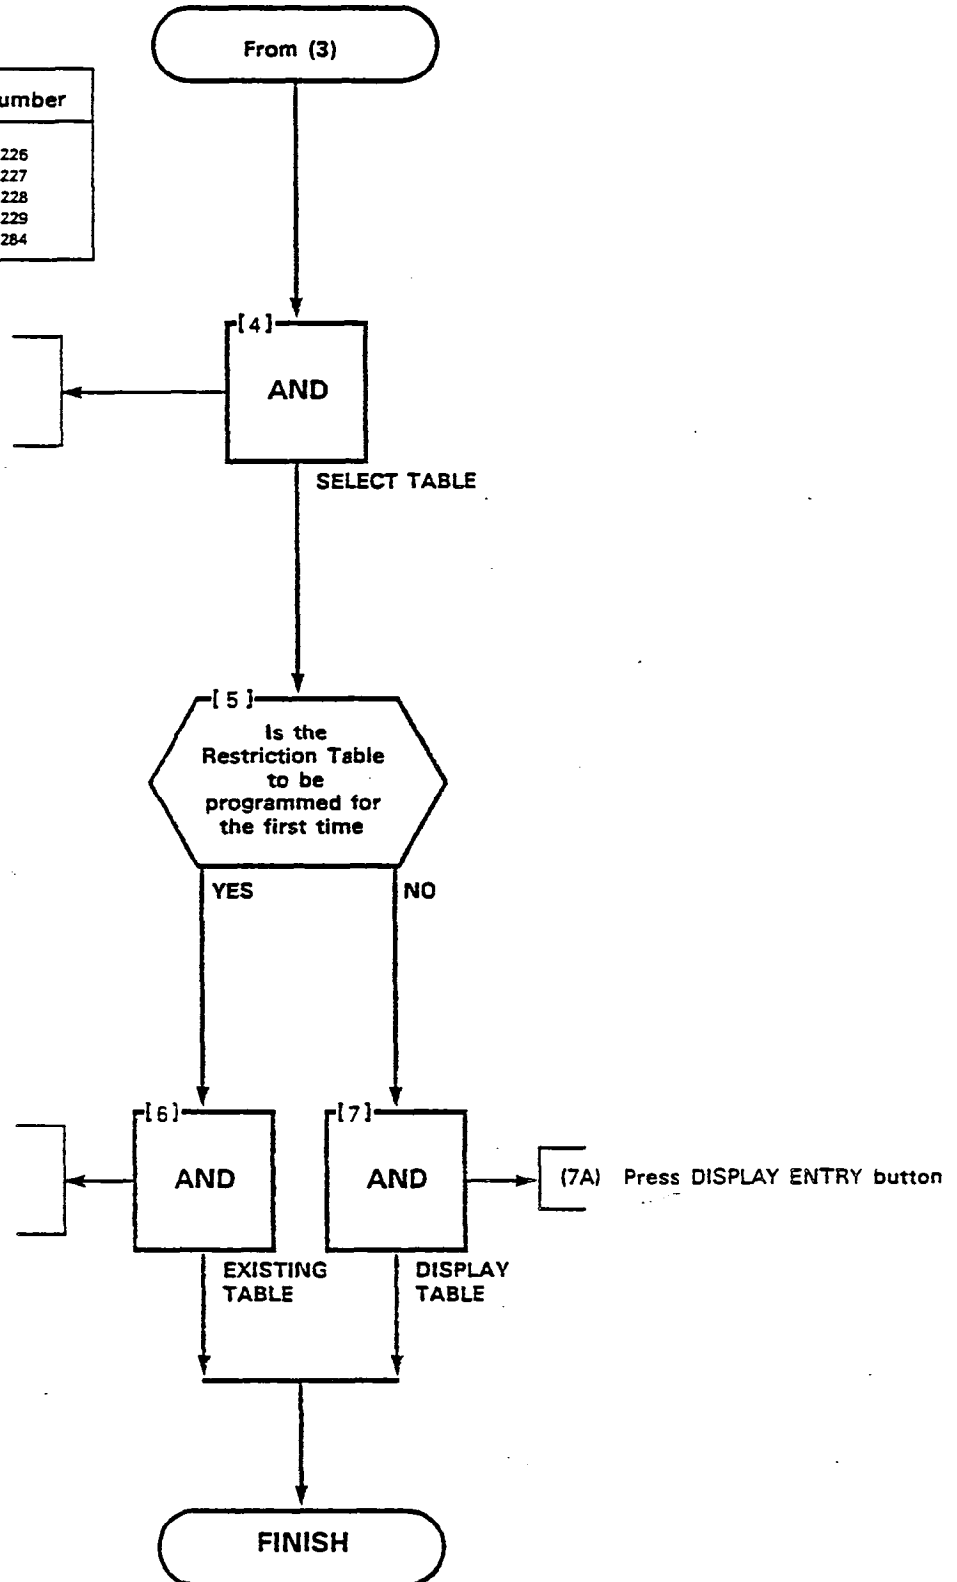 From (3)
umber
226
227
228
229
284
[4]
AND
SELECT TABLE
[5]
Is the
Restriction Table
to be
programmed for
the first time
YES
NO
[6]
AND
[7]
AND
(7A) Press DISPLAY ENTRY button
EXISTING
TABLE
DISPLAY
TABLE
FINISH